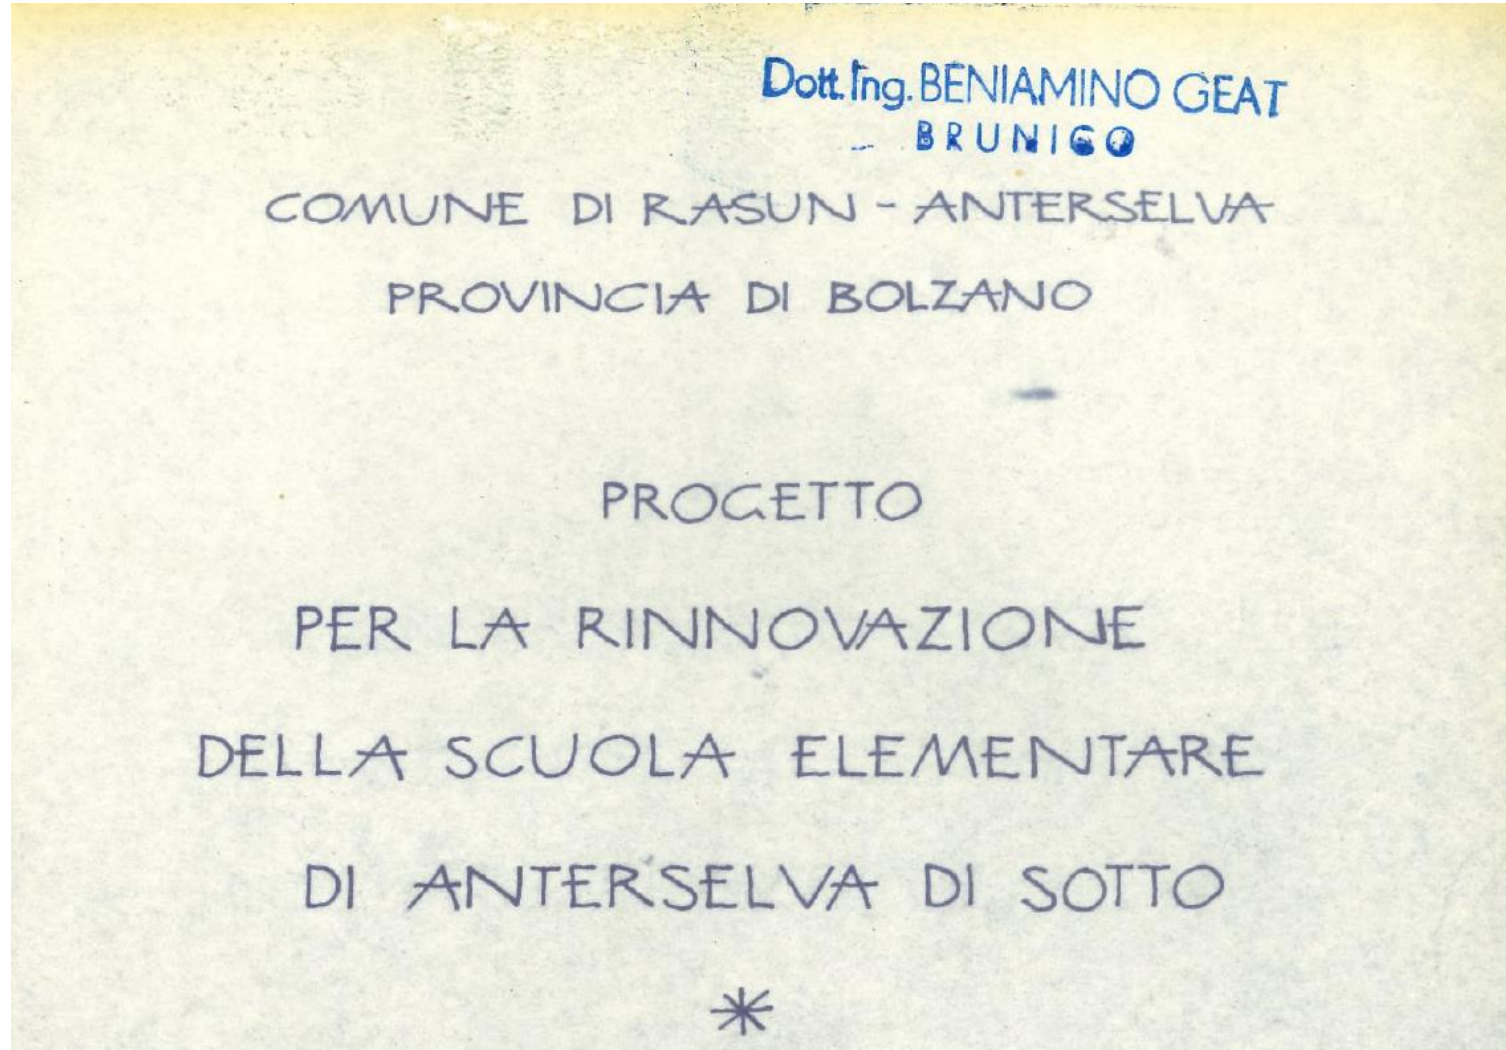 Dott. Ing. BENIAMINO GEAT
BRUNICO
COMUNE DI RASUN - ANTERSELVA
PROVINCIA DI BOLZANO
PROGETTO
PER LA RINNOVAZIONE
DELLA SCUOLA ELEMENTARE
DI ANTERSELVA DI SOTTO
*